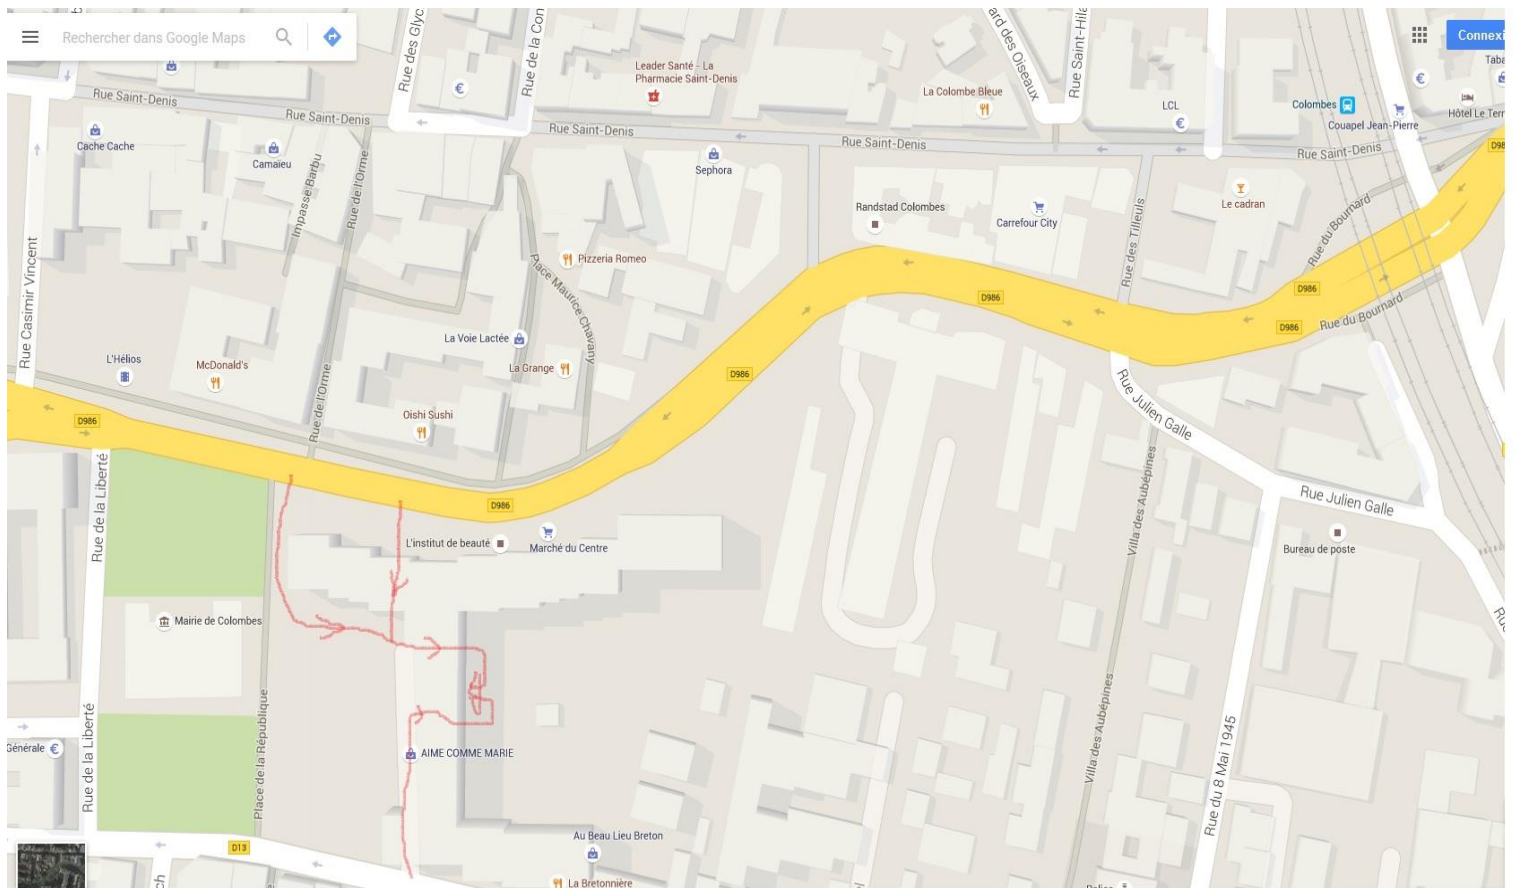 Rechercher dans Google Maps
Rue des Glyc
Rue de la Con
ard des Oiseaux
Rue Saint-Hila
Connexi
Leader Santé - La
Pharmacie Saint-Denis
La Colombe Bleue
LCL
Colombes
Couapel Jean-Pierre
Taba
Hôtel Le Terr
Rue Saint-Denis
Rue Saint-Denis
Rue Saint-Denis
Rue Saint-Denis
Rue Saint-Denis
D98
Cache Cache
Camaïeu
Impasse Barbu
Rue de l'Orme
Sephora
Randstad Colombes
Carrefour City
Rue des Tilleuls
Le cadran
Rue du Bournard
Rue Casimir Vincent
Pizzeria Romeo
Place Maurice Chavany
D986
D986
D986
Rue du Bournard
La Voie Lactée
L'Hélios
McDonald's
La Grange
D986
Rue de l'Orme
Oishi Sushi
D986
Rue Julien Galle
Rue de la Liberté
D986
Rue Julien Galle
L'institut de beauté
Marché du Centre
Villa des Aubépines
Bureau de poste
Mairie de Colombes
Rue
Place de la République
Rue de la Liberté
Générale
AIME COMME MARIE
Villa des Aubépines
Rue du 8 Mai 1945
D13
Au Beau Lieu Breton
La Bretonnière
ch